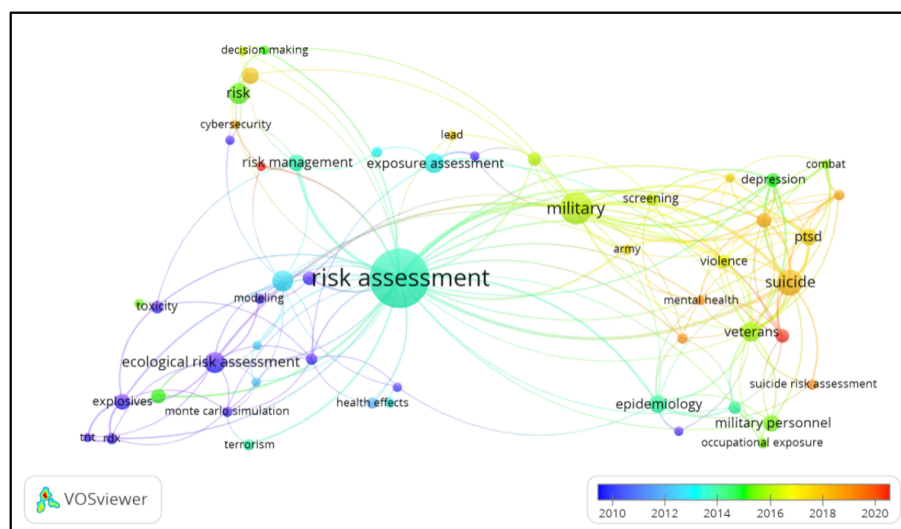 decision making
risk
cybersecurity
lead
risk management
exposure assessment
combat
depression
screening
military
ptsd
army
violence
risk assessment
suicide
modeling
mental health
toxicity
veterans
ecological risk assessment
suicide risk assessment
explosives
health effects
epidemiology
monte carlo simulation
military personnel
tnt
rdx
terrorism
occupational exposure
VOSviewer
2010 2012 2014 2016 2018 2020